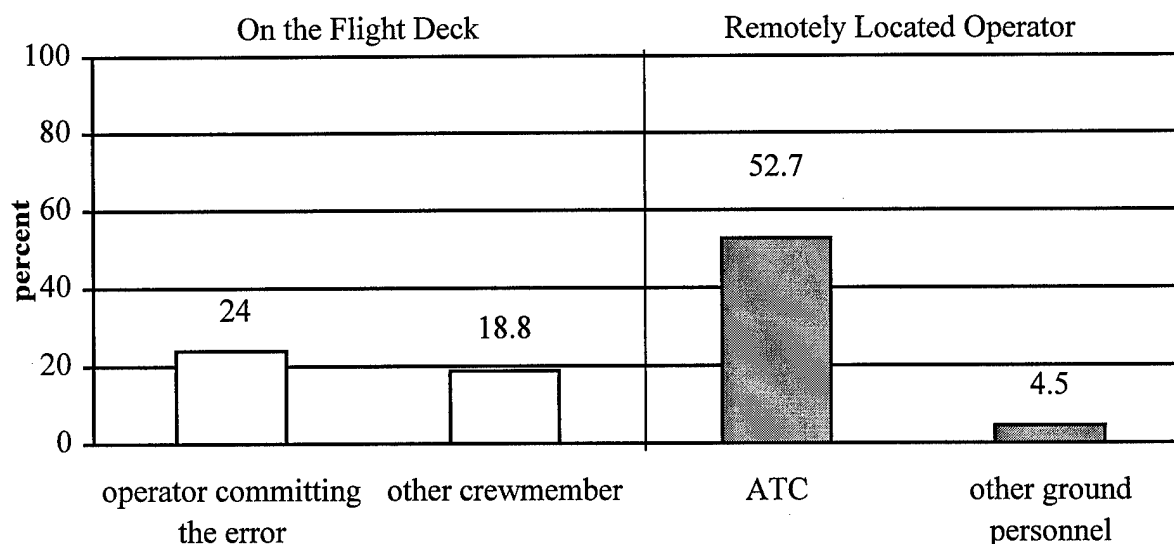 On the Flight Deck
Remotely Located Operator
percent
100
80
60
40
20
0
24
18.8
52.7
4.5
operator committing
the error
other crewmember
ATC
other ground
personnel